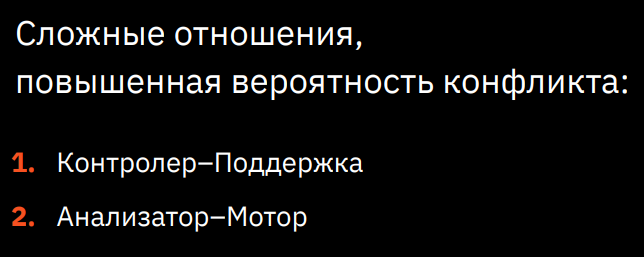 Сложные отношения,
повышенная вероятность конфликта:
1. Контролер–Поддержка
2. Анализатор–Мотор